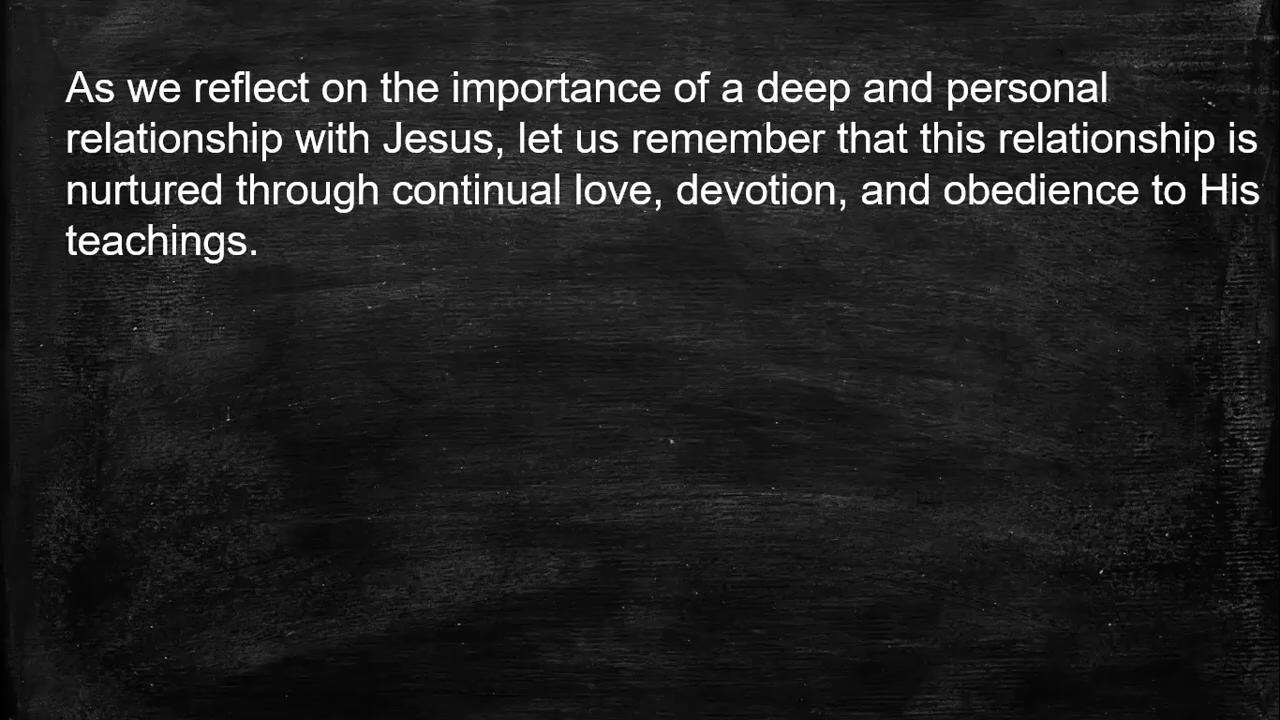 As we reflect on the importance of a deep and personal
relationship with Jesus, let us remember that this relationship is
nurtured through continual love, devotion, and obedience to His
teachings.